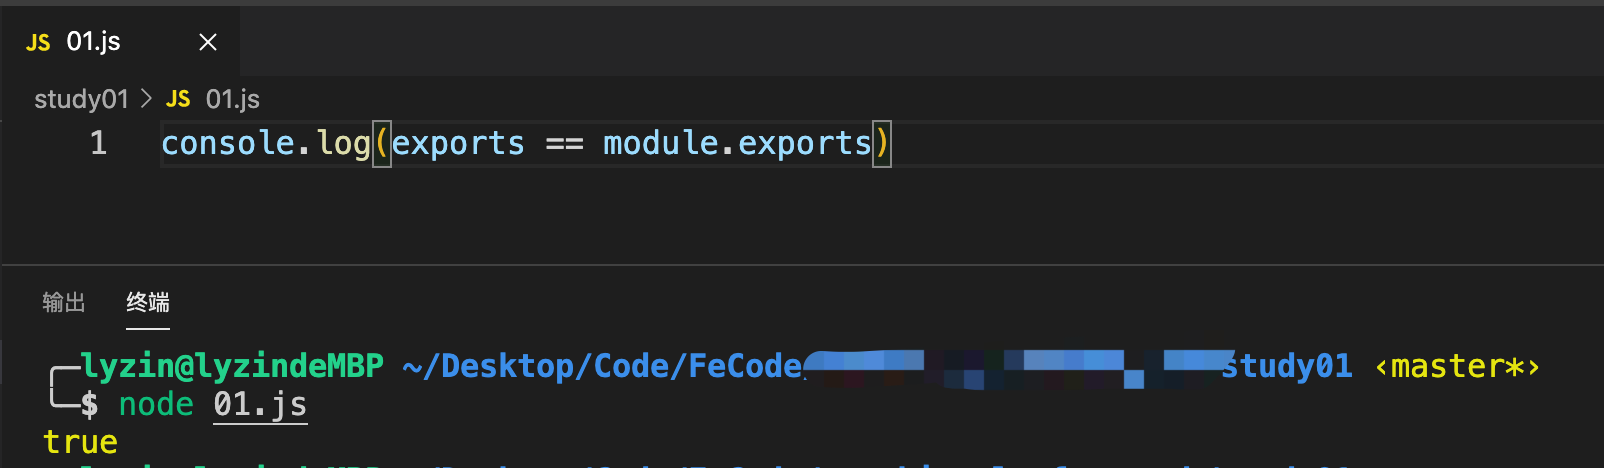 JS 01.js ×
study01 > JS 01.js
1 console.log(exports == module.exports)
输出 终端
lyzin@lyzindeMBP ~/Desktop/Code/FeCode study01 ‹master*›
$ node 01.js
true